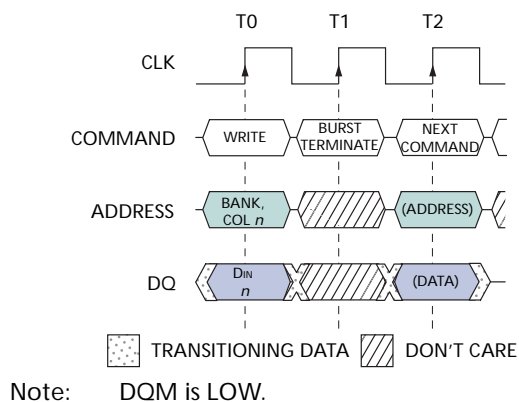 T0 T1 T2
CLK
COMMAND WRITE BURST TERMINATE NEXT COMMAND
ADDRESS BANK, COL n (ADDRESS)
DQ DIN n (DATA)
TRANSITIONING DATA DON'T CARE
Note: DQM is LOW.